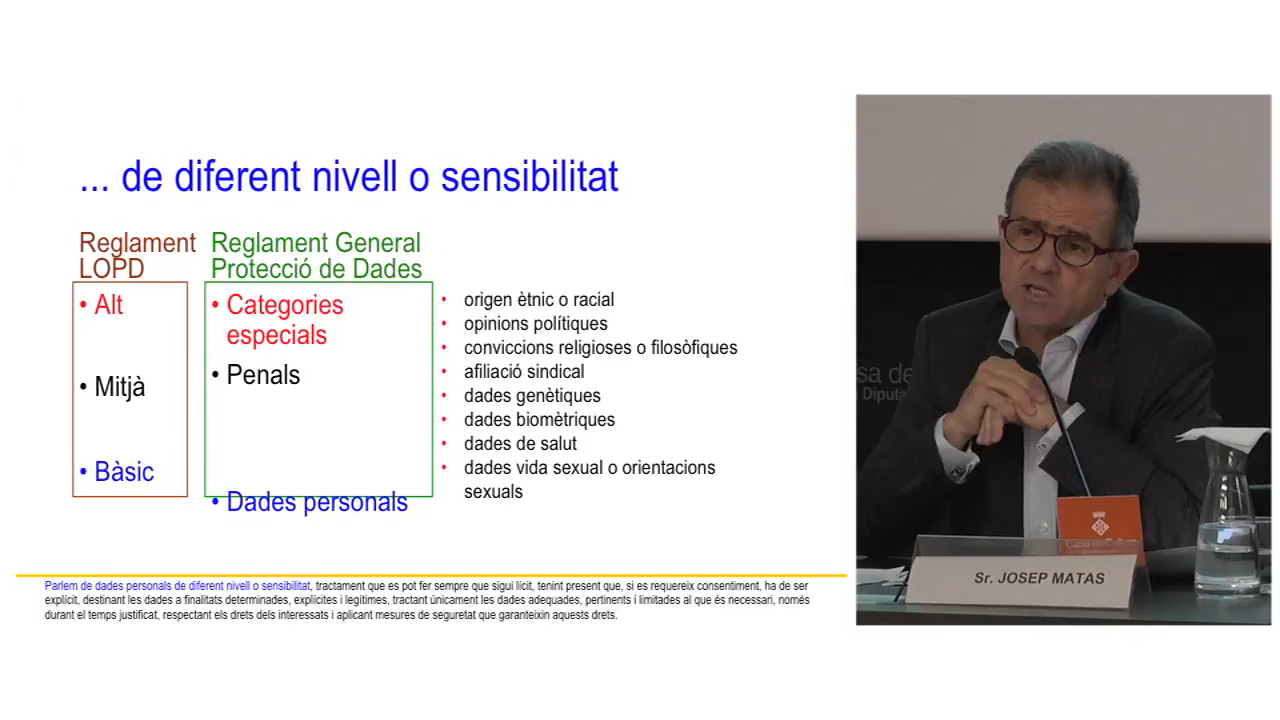 ... de diferent nivell o sensibilitat
Reglament
LOPD
• Alt
• Mitjà
• Bàsic
Reglament General
Protecció de Dades
• Categories
especials
• Penals
• Dades personals
• origen ètnic o racial
• opinions polítiques
• conviccions religioses o filosòfiques
• afiliació sindical
• dades genètiques
• dades biomètriques
• dades de salut
• dades vida sexual o orientacions
sexuals
Parlem de dades personals de diferent nivell o sensibilitat, tractament que es pot fer sempre que sigui lícit, tenint present que, si es requereix consentiment, ha de ser
explícit, destinant les dades a finalitats determinades, explícites i legítimes, tractant únicament les dades adequades, pertinents i limitades al que és necessari, només
durant el temps justificat, respectant els drets dels interessats i aplicant mesures de seguretat que garanteixin aquests drets.
sa de
Diputa
Sr. JOSEP MATAS